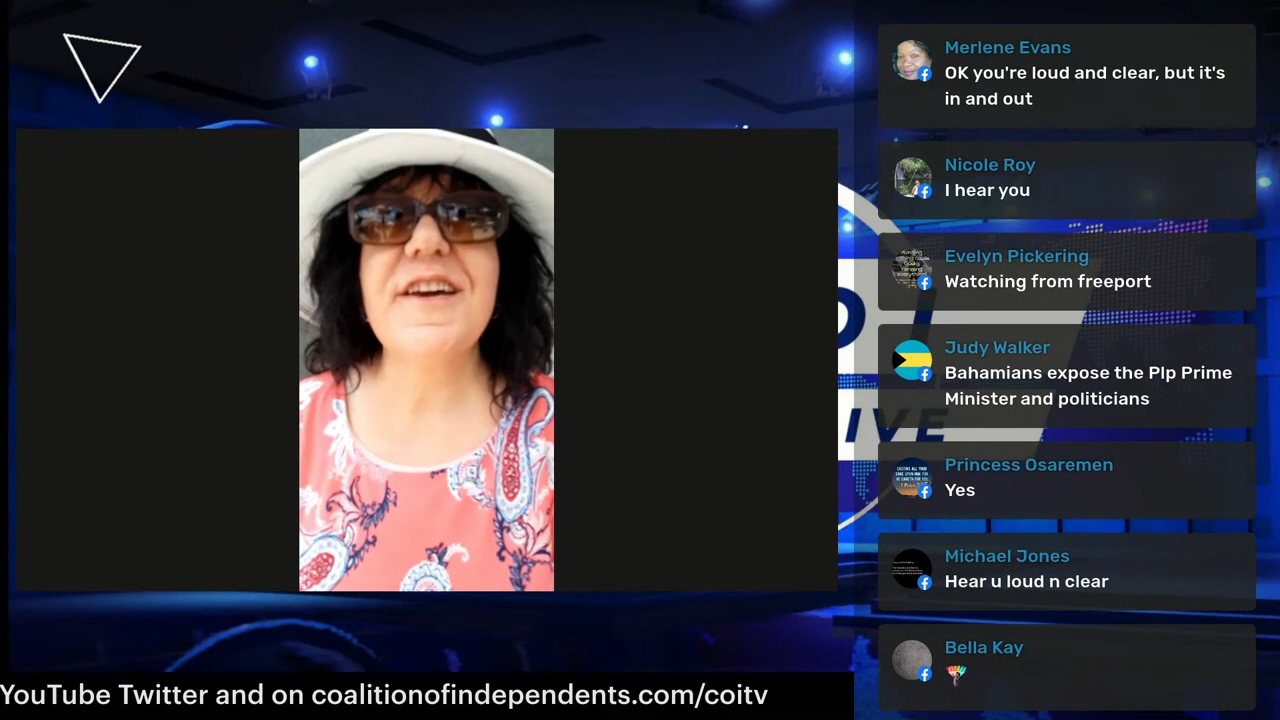 Merlene Evans
OK you're loud and clear, but it's
in and out
Nicole Roy
I hear you
Evelyn Pickering
Watching from freeport
Judy Walker
Bahamians expose the Plp Prime
Minister and politicians
Princess Osaremen
Yes
Michael Jones
Hear u loud n clear
Bella Kay
IVE
YouTube Twitter and on coalitionofindependents.com/coitv